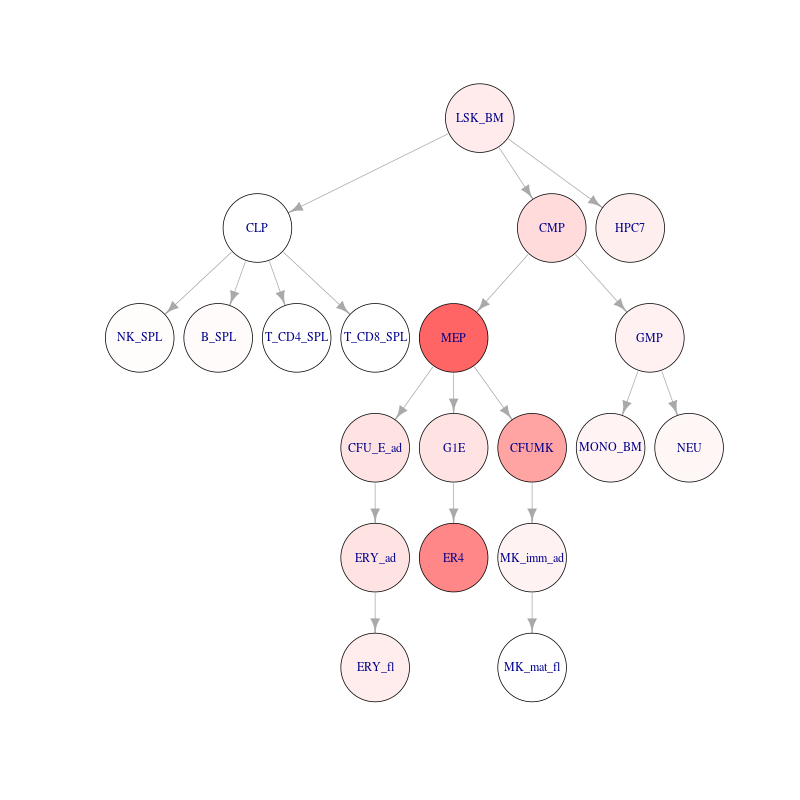 LSK_BM
CLP
CMP
HPC7
NK_SPL
B_SPL
T_CD4_SPL
T_CD8_SPL
MEP
GMP
CFU_E_ad
G1E
CFUMK
MONO_BM
NEU
ERY_ad
ER4
MK_imm_ad
ERY_fl
MK_mat_fl